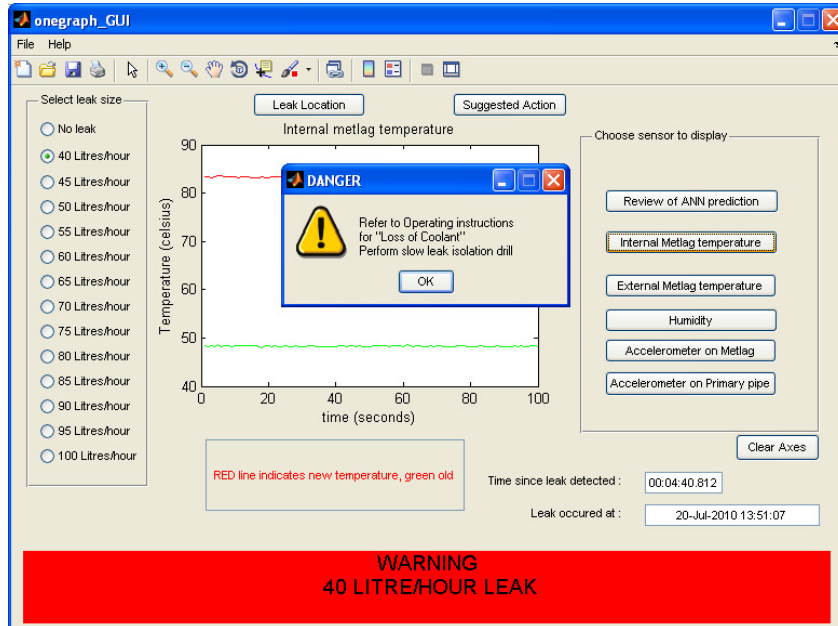 onegraph_GUI
File Help
Select leak size
No leak
40 Litres/hour
45 Litres/hour
50 Litres/hour
55 Litres/hour
60 Litres/hour
65 Litres/hour
70 Litres/hour
75 Litres/hour
80 Litres/hour
85 Litres/hour
90 Litres/hour
95 Litres/hour
100 Litres/hour
Leak Location
Suggested Action
Internal metlag temperature
Temperature (celsius)
90
80
70
60
50
40
0 20 40 60 80 100
time (seconds)
DANGER
Refer to Operating instructions
for "Loss of Coolant"
Perform slow leak isolation drill
OK
Choose sensor to display
Review of ANN prediction
Internal Metlag temperature
External Metlag temperature
Humidity
Accelerometer on Metlag
Accelerometer on Primary pipe
Clear Axes
RED line indicates new temperature, green old
Time since leak detected : 00:04:40.812
Leak occured at : 20-Jul-2010 13:51:07
WARNING
40 LITRE/HOUR LEAK